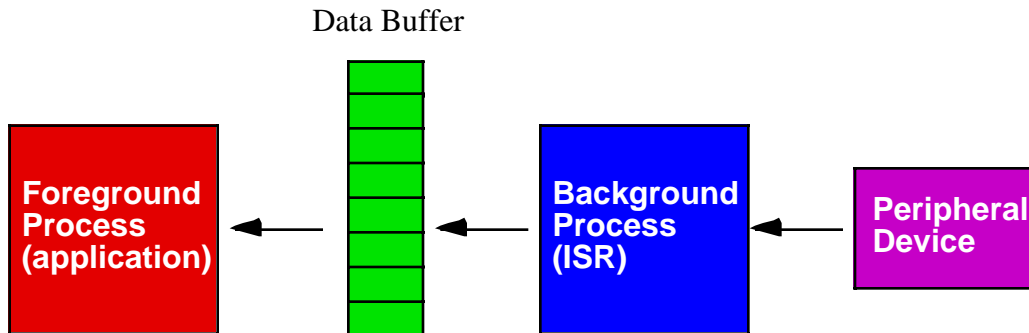 Data Buffer
Foreground
Process
(application)
Background
Process
(ISR)
Peripheral
Device